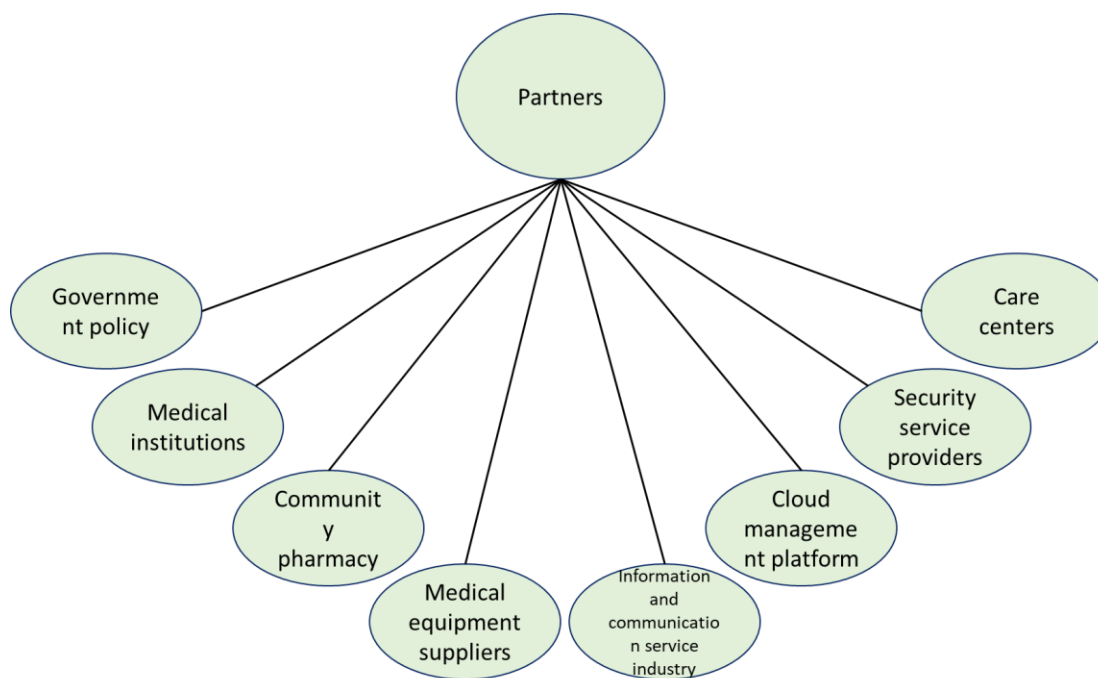 Partners
Governme
nt policy
Care
centers
Medical
institutions
Security
service
providers
Communit
y
pharmacy
Cloud
manageme
nt platform
Medical
equipment
suppliers
Information
and
communicatio
n service
industry